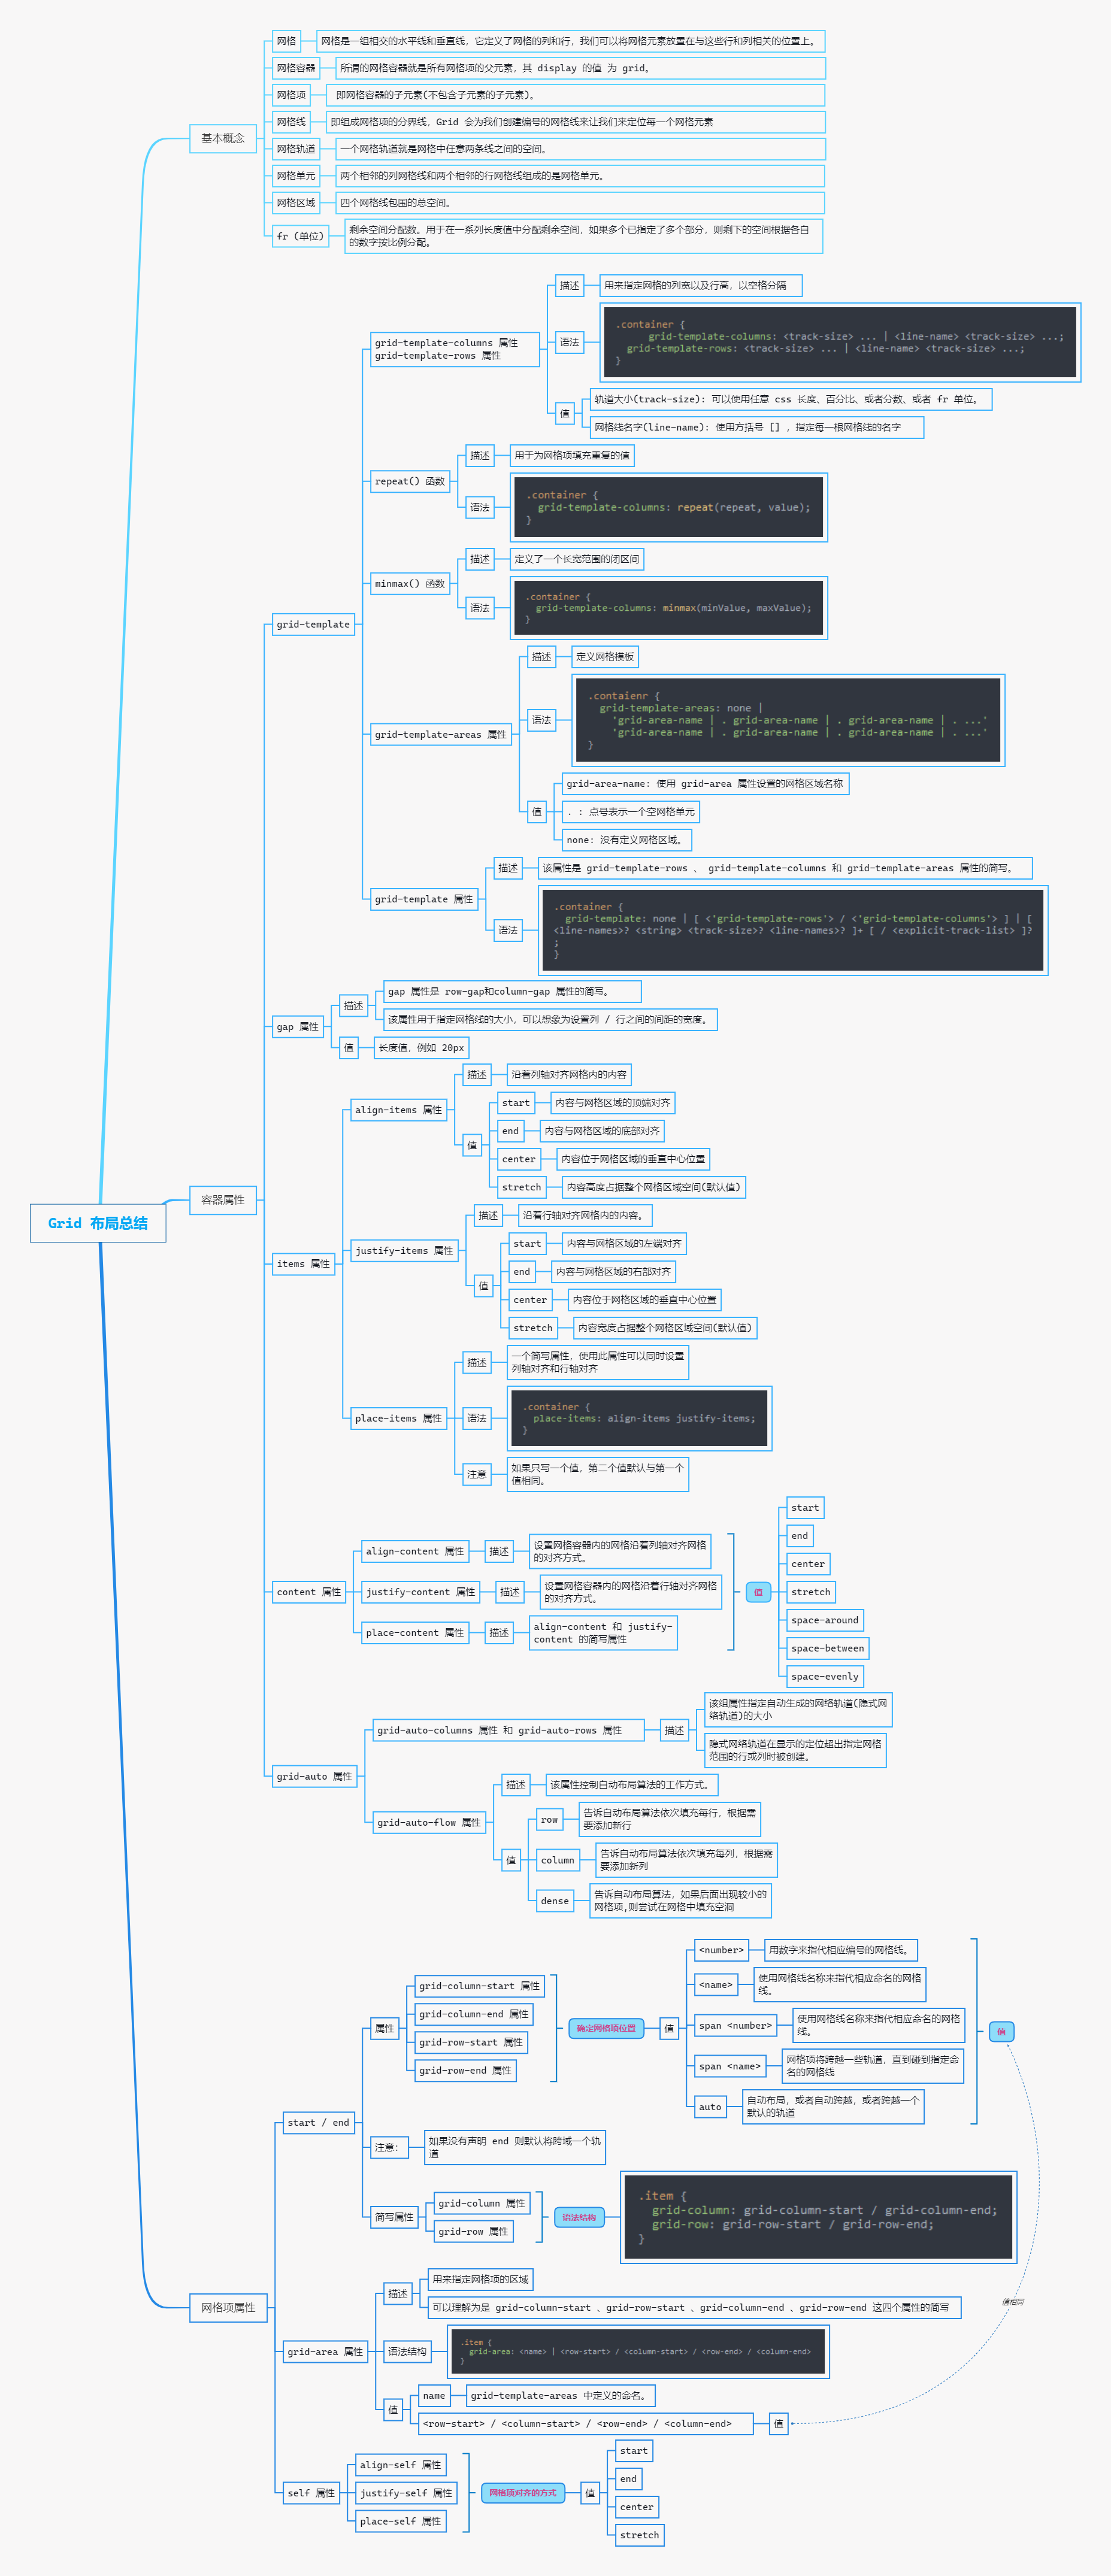 Grid 布局总结
基本概念
网格
网格是一组相交的水平线和垂直线，它定义了网格的列和行，我们可以将网格元素放置在与这些行和列相关的位置上。
网格容器
所谓的网格容器就是所有网格项的父元素，其 display 的值 为 grid。
网格项
即网格容器的子元素(不包含子元素的子元素)。
网格线
即组成网格项的分界线，Grid 会为我们创建编号的网格线来让我们来定位每一个网格元素
网格轨道
一个网格轨道就是网格中任意两条线之间的空间。
网格单元
两个相邻的列网格线和两个相邻的行网格线组成的是网格单元。
网格区域
四个网格线包围的总空间。
fr (单位)
剩余空间分配数。用于在一系列长度值中分配剩余空间，如果多个已指定了多个部分，则剩下的空间根据各自
的数字按比例分配。
容器属性
grid-template
grid-template-columns 属性
grid-template-rows 属性
描述
用来指定网格的列宽以及行高，以空格分隔
语法
.container {
grid-template-columns: <track-size> ... | <line-name> <track-size> ...;
grid-template-rows: <track-size> ... | <line-name> <track-size> ...;
}
值
轨道大小(track-size): 可以使用任意 css 长度、百分比、或者分数、或者 fr 单位。
网格线名字(line-name): 使用方括号 [] ，指定每一根网格线的名字
repeat() 函数
描述
用于为网格项填充重复的值
语法
.container {
grid-template-columns: repeat(repeat, value);
}
minmax() 函数
描述
定义了一个长宽范围的闭区间
语法
.container {
grid-template-columns: minmax(minValue, maxValue);
}
grid-template-areas 属性
描述
定义网格模板
语法
.contaienr {
grid-template-areas: none |
'grid-area-name | . grid-area-name | . grid-area-name | . ...'
'grid-area-name | . grid-area-name | . grid-area-name | . ...'
}
值
grid-area-name: 使用 grid-area 属性设置的网格区域名称
. : 点号表示一个空网格单元
none: 没有定义网格区域。
grid-template 属性
描述
该属性是 grid-template-rows 、 grid-template-columns 和 grid-template-areas 属性的简写。
语法
.container {
grid-template: none | [ <'grid-template-rows'> / <'grid-template-columns'> ] | [
<line-names>? <string> <track-size>? <line-names>? ]+ [ / <explicit-track-list> ]?
;
}
gap 属性
描述
gap 属性是 row-gap和column-gap 属性的简写。
该属性用于指定网格线的大小，可以想象为设置列 / 行之间的间距的宽度。
值
长度值，例如 20px
items 属性
align-items 属性
描述
沿着列轴对齐网格内的内容
值
start
内容与网格区域的顶端对齐
end
内容与网格区域的底部对齐
center
内容位于网格区域的垂直中心位置
stretch
内容高度占据整个网格区域空间(默认值)
justify-items 属性
描述
沿着行轴对齐网格内的内容。
值
start
内容与网格区域的左端对齐
end
内容与网格区域的右部对齐
center
内容位于网格区域的垂直中心位置
stretch
内容宽度占据整个网格区域空间(默认值)
place-items 属性
描述
一个简写属性，使用此属性可以同时设置
列轴对齐和行轴对齐
语法
.container {
place-items: align-items justify-items;
}
注意
如果只写一个值，第二个值默认与第一个
值相同。
content 属性
align-content 属性
描述
设置网格容器内的网格沿着列轴对齐网格
的对齐方式。
justify-content 属性
描述
设置网格容器内的网格沿着行轴对齐网格
的对齐方式。
place-content 属性
描述
align-content 和 justify-
content 的简写属性
值
start
end
center
stretch
space-around
space-between
space-evenly
grid-auto 属性
grid-auto-columns 属性 和 grid-auto-rows 属性
描述
该组属性指定自动生成的网络轨道(隐式网
络轨道)的大小
隐式网络轨道在显示的定位超出指定网格
范围的行或列时被创建。
grid-auto-flow 属性
描述
该属性控制自动布局算法的工作方式。
值
row
告诉自动布局算法依次填充每行，根据需
要添加新行
column
告诉自动布局算法依次填充每列，根据需
要添加新列
dense
告诉自动布局算法，如果后面出现较小的
网格项,则尝试在网格中填充空洞
网格项属性
start / end
属性
grid-column-start 属性
grid-column-end 属性
grid-row-start 属性
grid-row-end 属性
确定网格项位置
值
<number>
用数字来指代相应编号的网格线。
<name>
使用网格线名称来指代相应命名的网格
线。
span <number>
使用网格线名称来指代相应命名的网格
线。
span <name>
网格项将跨越一些轨道，直到碰到指定命
名的网格线
auto
自动布局，或者自动跨越，或者跨越一个
默认的轨道
值
注意：
如果没有声明 end 则默认将跨域一个轨
道
简写属性
grid-column 属性
grid-row 属性
语法结构
.item {
grid-column: grid-column-start / grid-column-end;
grid-row: grid-row-start / grid-row-end;
}
值相同
grid-area 属性
描述
用来指定网格项的区域
可以理解为是 grid-column-start 、grid-row-start 、grid-column-end 、grid-row-end 这四个属性的简写
语法结构
.item {
grid-area: <name> | <row-start> / <column-start> / <row-end> / <column-end>
}
值
name
grid-template-areas 中定义的命名。
<row-start> / <column-start> / <row-end> / <column-end>
值
self 属性
align-self 属性
justify-self 属性
place-self 属性
网格项对齐的方式
值
start
end
center
stretch